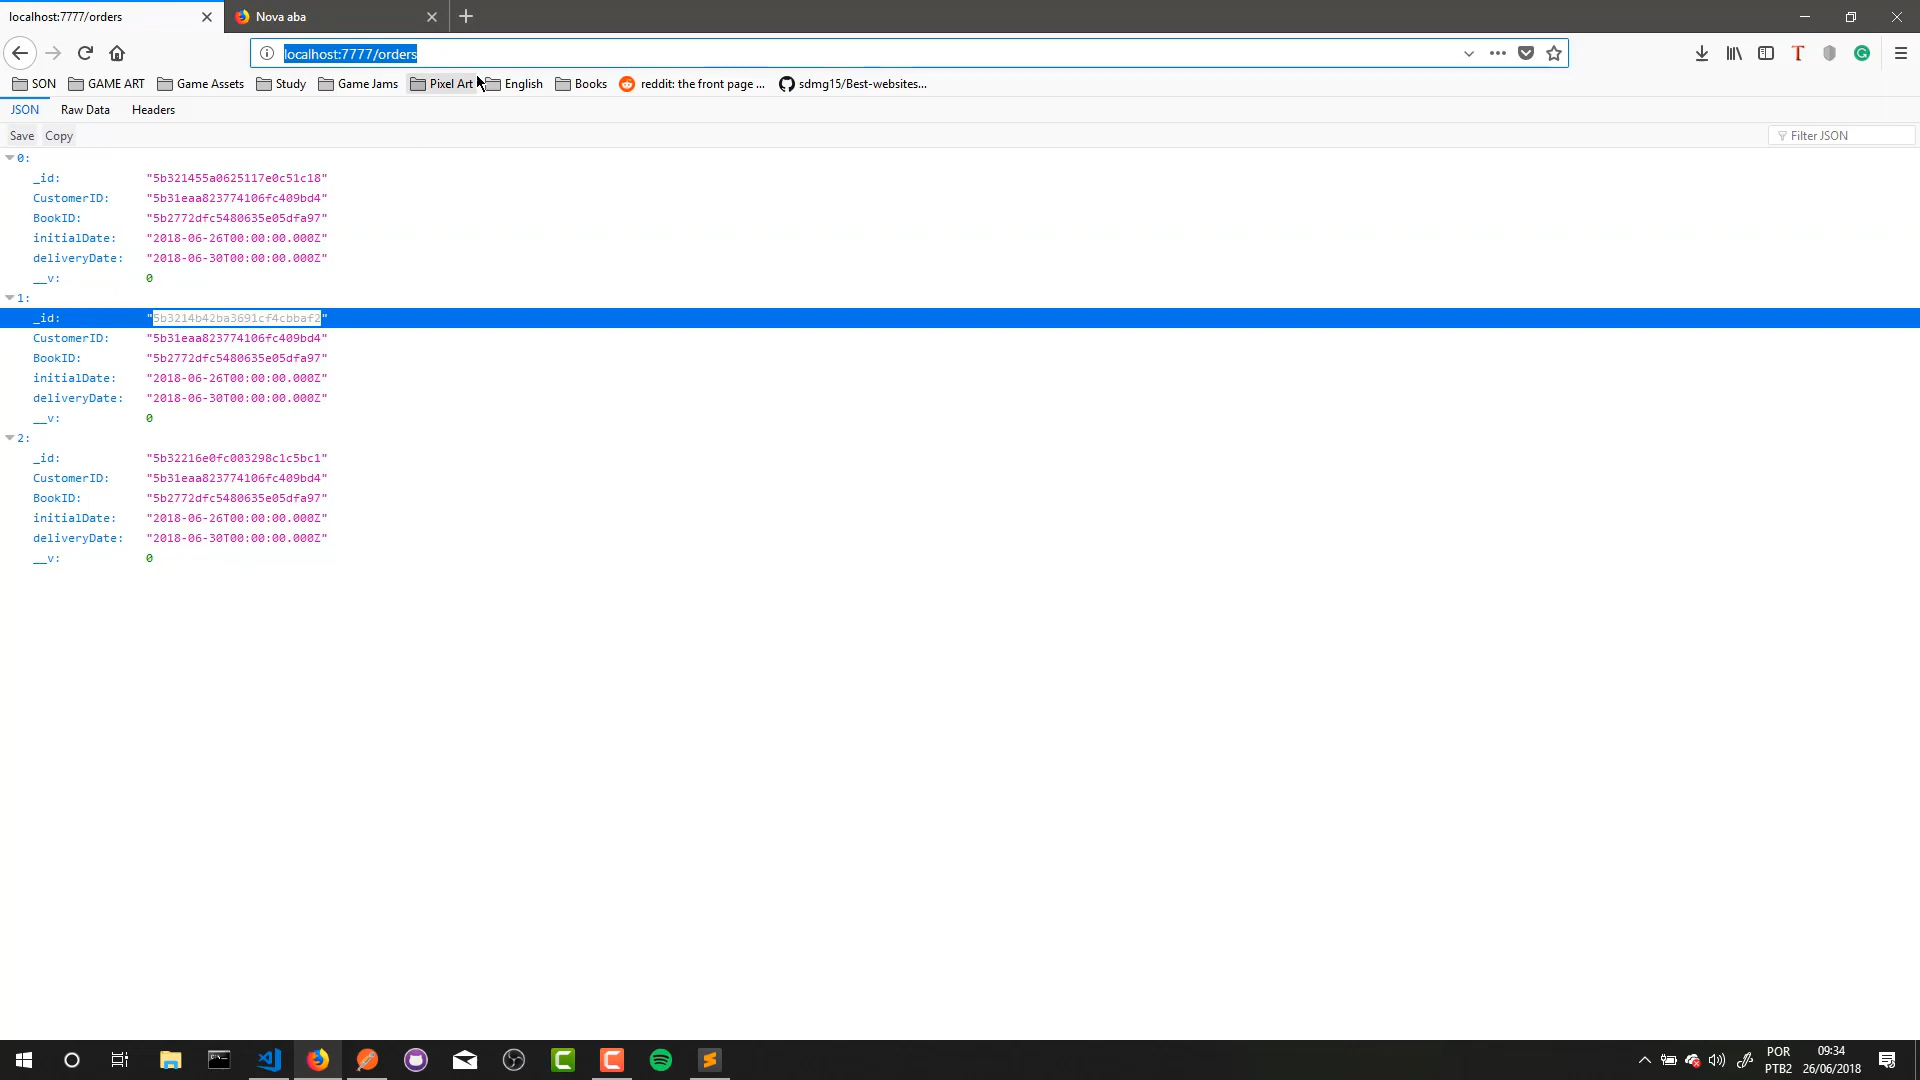 localhost:7777/orders
Nova aba
localhost:7777/orders
SON GAME ART Game Assets Study Game Jams Pixel Art English Books reddit: the front page ... sdmg15/Best-websites...
JSON Raw Data Headers
Save Copy Filter JSON
0:
_id: "5b321455a0625117e0c51c18"
CustomerID: "5b31eaa823774106fc409bd4"
BookID: "5b2772dfc5480635e05dfa97"
initialDate: "2018-06-26T00:00:00.000Z"
deliveryDate: "2018-06-30T00:00:00.000Z"
__v: 0
1:
_id: "5b3214b42ba3691cf4cbbaf2"
CustomerID: "5b31eaa823774106fc409bd4"
BookID: "5b2772dfc5480635e05dfa97"
initialDate: "2018-06-26T00:00:00.000Z"
deliveryDate: "2018-06-30T00:00:00.000Z"
__v: 0
2:
_id: "5b32216e0fc003298c1c5bc1"
CustomerID: "5b31eaa823774106fc409bd4"
BookID: "5b2772dfc5480635e05dfa97"
initialDate: "2018-06-26T00:00:00.000Z"
deliveryDate: "2018-06-30T00:00:00.000Z"
__v: 0
POR 09:34
PTB2 26/06/2018